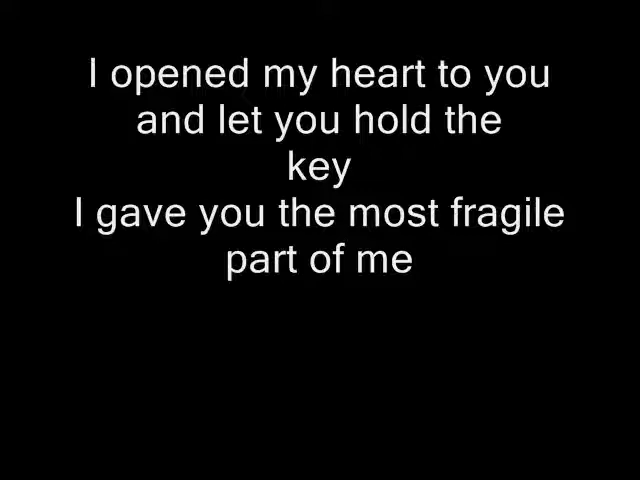 I opened my heart to you
and let you hold the
key
I gave you the most fragile
part of me